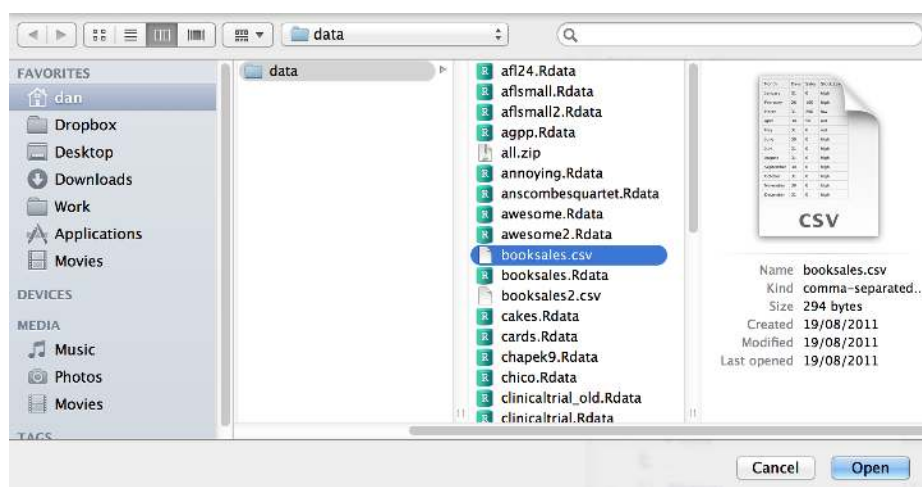 data
FAVORITES
dan
Dropbox
Desktop
Downloads
Work
Applications
Movies
DEVICES
MEDIA
Music
Photos
Movies
TAGS
data
afl24.Rdata
aflsmall.Rdata
aflsmall2.Rdata
agpp.Rdata
all.zip
annoying.Rdata
anscombesquartet.Rdata
awesome.Rdata
awesome2.Rdata
booksales.csv
booksales.Rdata
booksales2.csv
cakes.Rdata
cards.Rdata
chapek9.Rdata
chico.Rdata
clinicaltrial_old.Rdata
clinicaltrial.Rdata
CSV
Name booksales.csv
Kind comma-separated...
Size 294 bytes
Created 19/08/2011
Modified 19/08/2011
Last opened 19/08/2011
Cancel Open